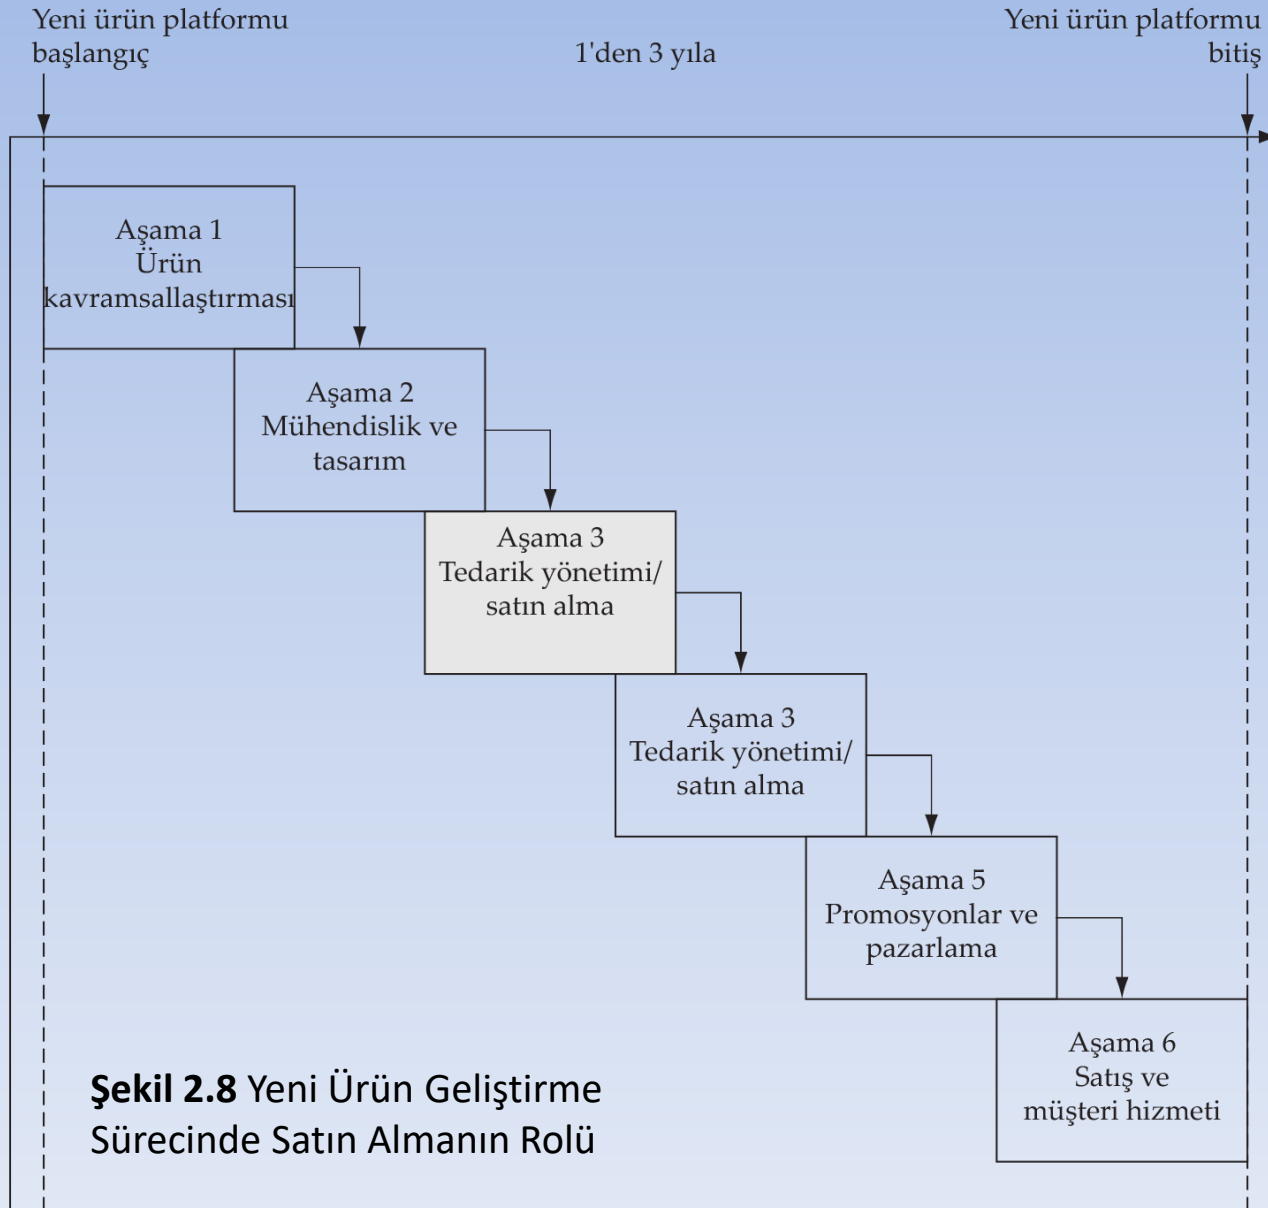 Yeni ürün platformu
başlangıç
1'den 3 yıla
Yeni ürün platformu
bitiş
Aşama 1
Ürün
kavramsallaştırması
Aşama 2
Mühendislik ve
tasarım
Aşama 3
Tedarik yönetimi/
satın alma
Aşama 3
Tedarik yönetimi/
satın alma
Aşama 5
Promosyonlar ve
pazarlama
Aşama 6
Satış ve
müşteri hizmeti
Şekil 2.8 Yeni Ürün Geliştirme
Sürecinde Satın Almanın Rolü